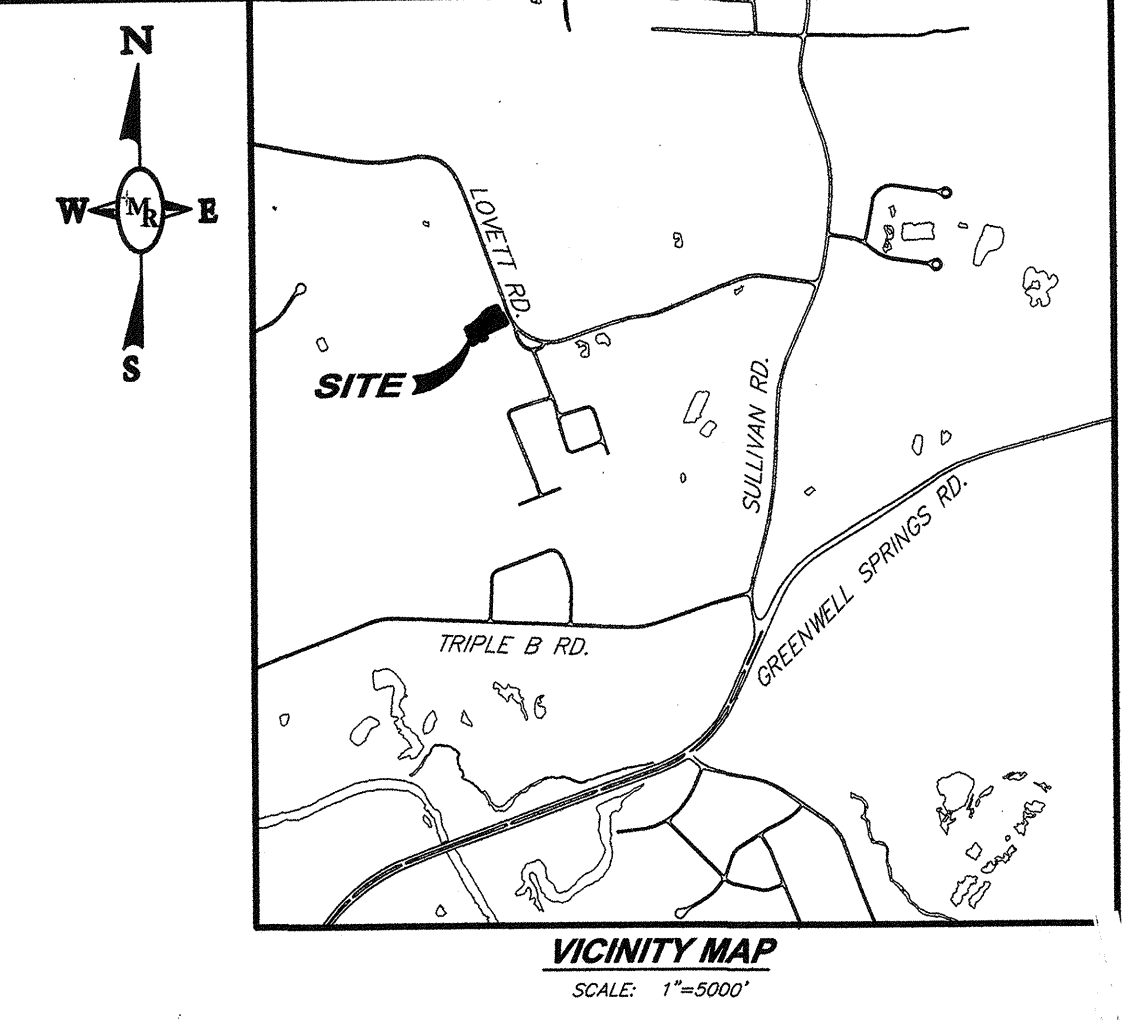 N
W MR E
S
LOVETT RD.
SITE
SULLIVAN RD.
GREENWELL SPRINGS RD.
TRIPLE B RD.
VICINITY MAP
SCALE: 1"=5000'